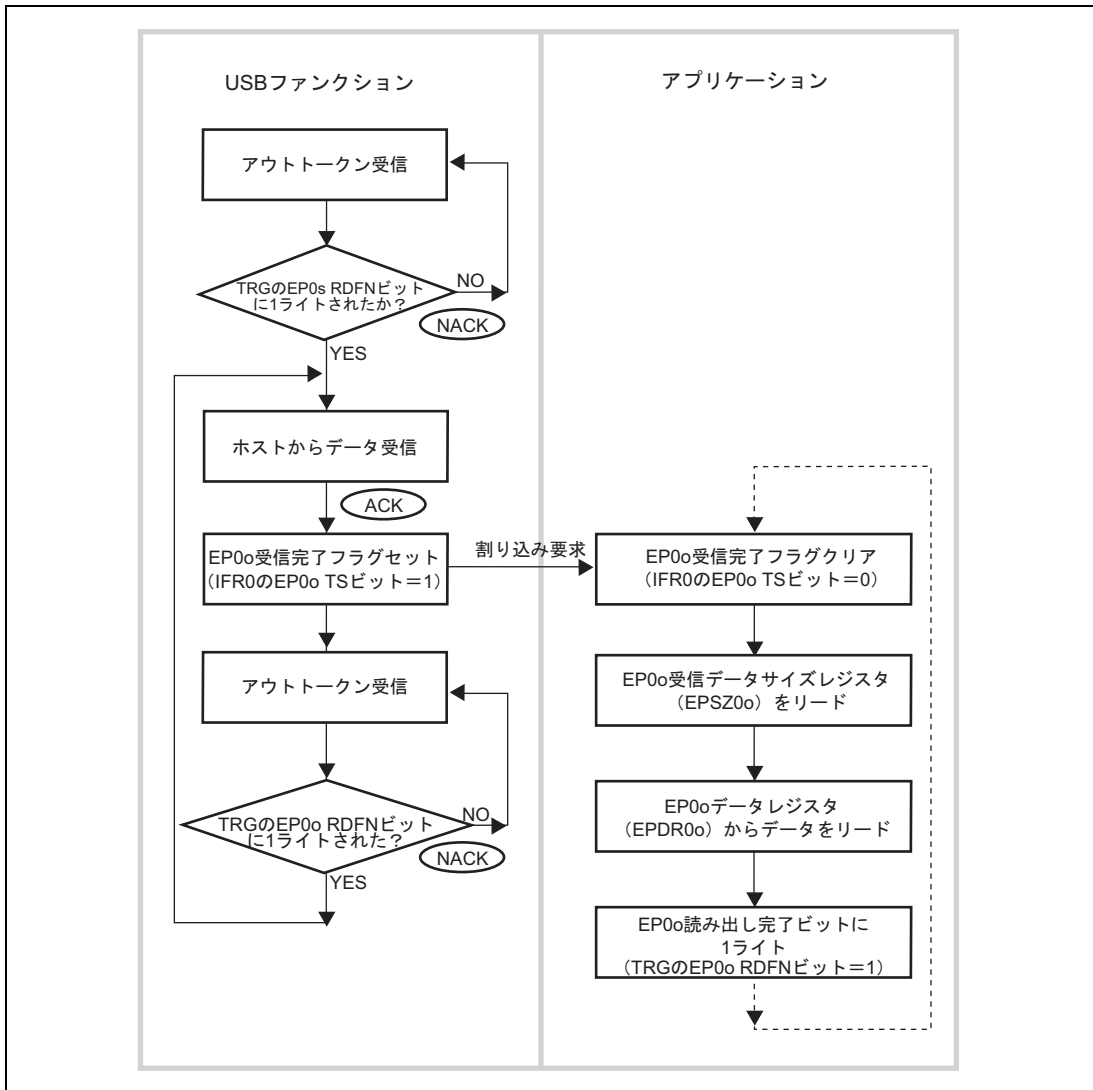 USBファンクション
アウトトークン受信
TRGのEP0s RDFNビット
に1ライトされたか？
NO
NACK
YES
ホストからデータ受信
ACK
EP0o受信完了フラグセット
（IFR0のEP0o TSビット＝1）
アウトトークン受信
TRGのEP0o RDFNビット
に1ライトされた？
NO
NACK
YES
割り込み要求
アプリケーション
EP0o受信完了フラグクリア
（IFR0のEP0o TSビット＝0）
EP0o受信データサイズレジスタ
（EPSZ0o）をリード
EP0oデータレジスタ
（EPDR0o）からデータをリード
EP0o読み出し完了ビットに
1ライト
（TRGのEP0o RDFNビット＝1）